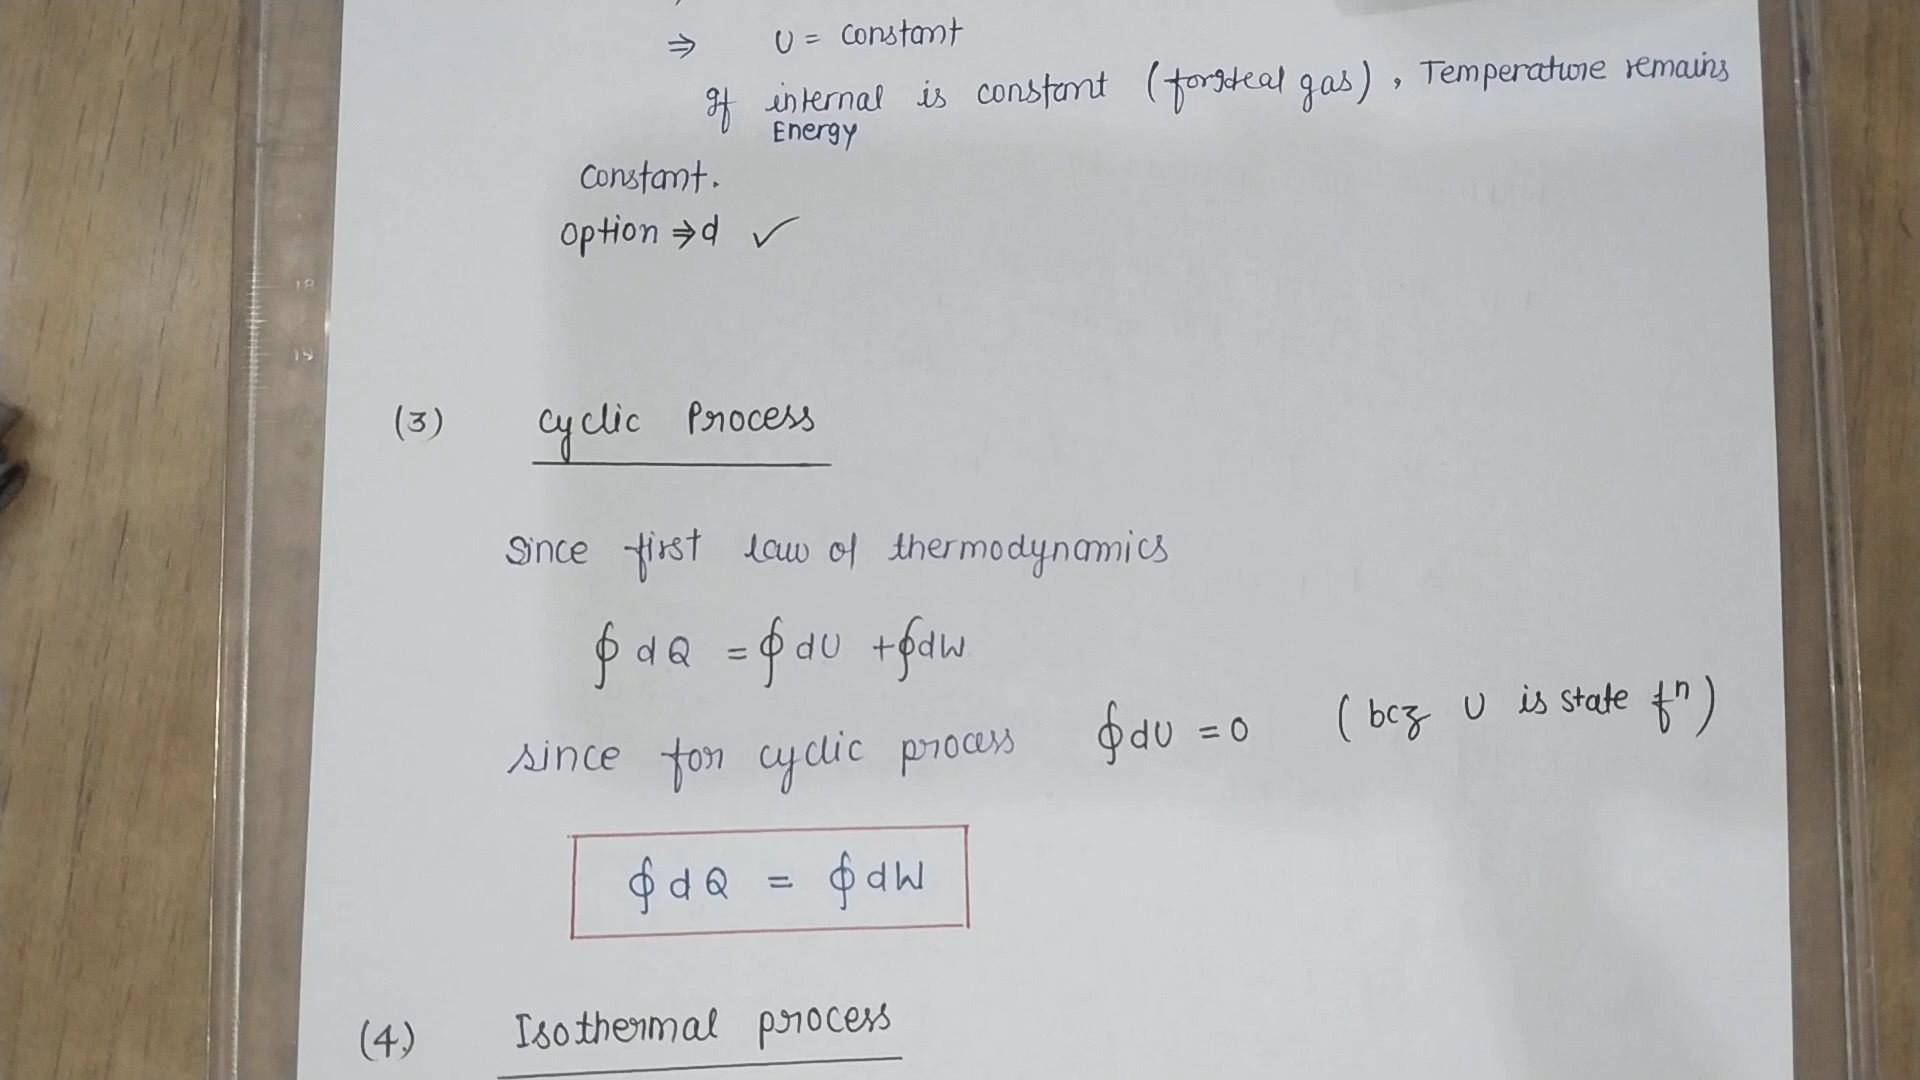 ⇒ U = constant
If internal is constant (for Ideal gas), Temperature remains
Energy
constant.
option ⇒ d ✓
(3) cyclic Process
since first law of thermodynamics
∮ dQ = ∮ dU + ∮ dW
since for cyclic process ∮ dU = 0 (bcz U is state fⁿ)
∮ dQ = ∮ dW
(4) Isothermal process